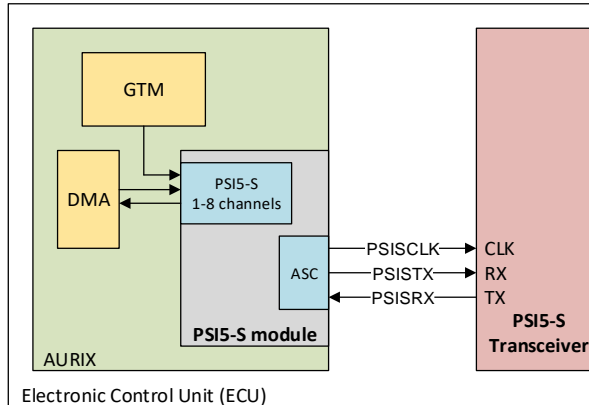 GTM
DMA
PSI5-S
1-8 channels
ASC
PSISCLK
CLK
PSISTX
RX
PSISRX
TX
PSI5-S module
PSI5-S
Transceiver
AURIX
Electronic Control Unit (ECU)